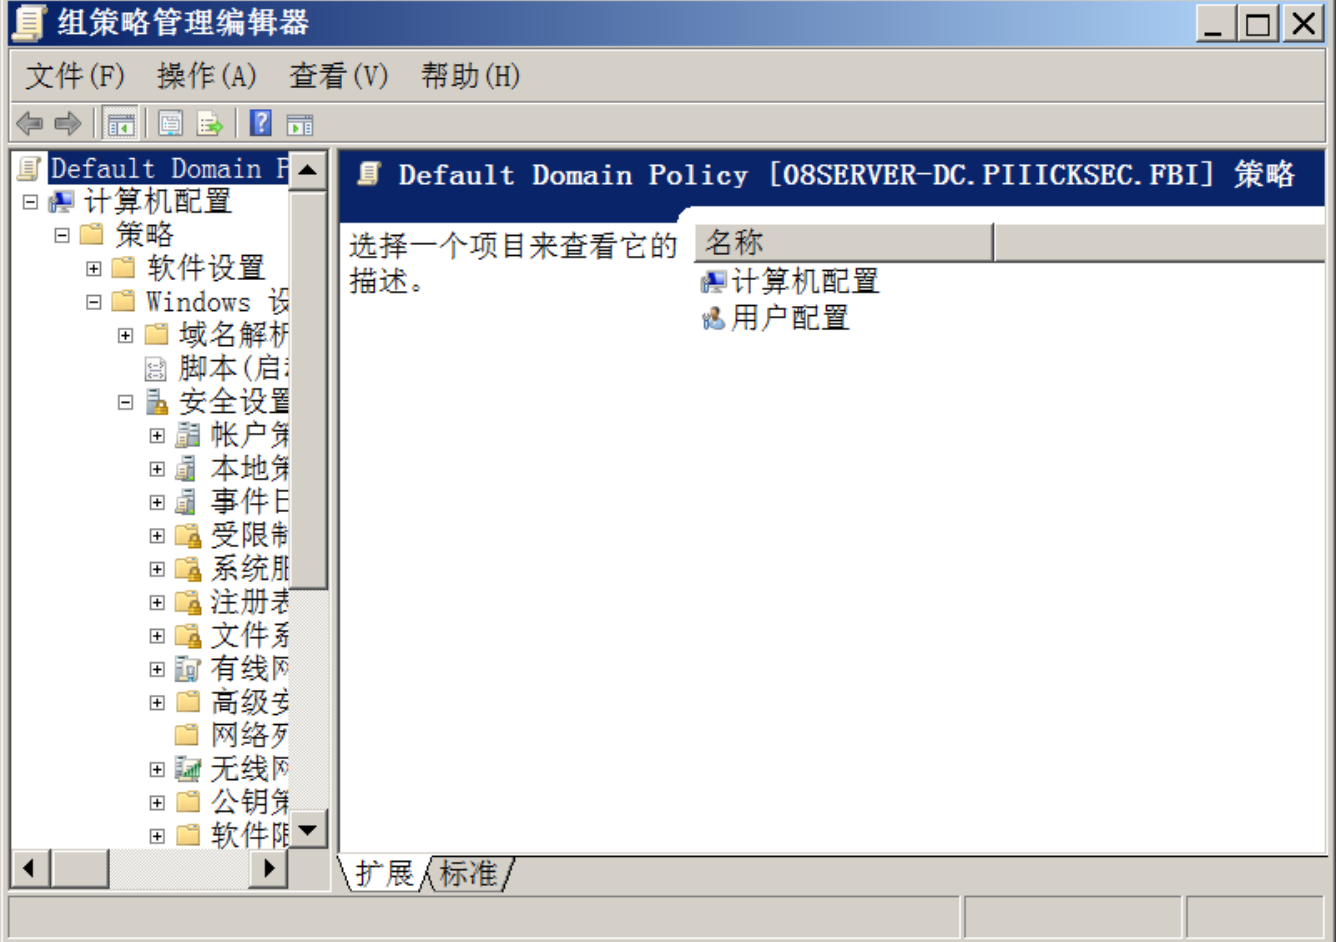 组策略管理编辑器
文件(F) 操作(A) 查看(V) 帮助(H)
Default Domain P
计算机配置
策略
软件设置
Windows 设
域名解析
脚本(启
安全设置
帐户策
本地策
事件日
受限制
系统服
注册表
文件系
有线网
高级安
网络列
无线网
公钥策
软件限
Default Domain Policy [08SERVER-DC.PIIICKSEC.FBI] 策略
选择一个项目来查看它的
描述。
名称
计算机配置
用户配置
扩展 标准